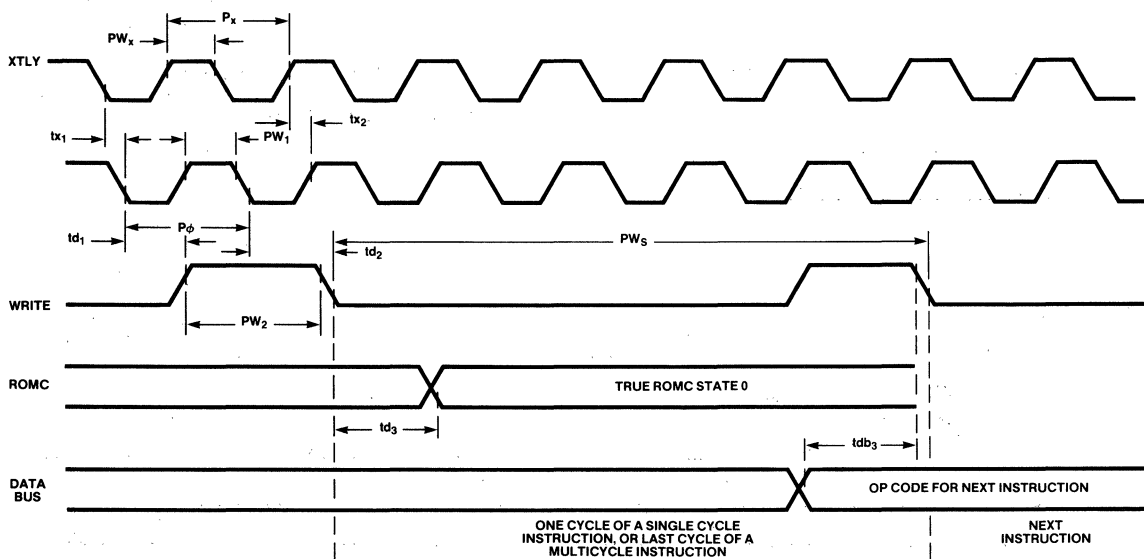 Px
PWx
XTLY
tx1
PW1
tx2
Pφ
td1
td2
PWS
WRITE
PW2
ROMC
TRUE ROMC STATE 0
td3
tdb3
DATA
BUS
OP CODE FOR NEXT INSTRUCTION
ONE CYCLE OF A SINGLE CYCLE
INSTRUCTION, OR LAST CYCLE OF A
MULTICYCLE INSTRUCTION
NEXT
INSTRUCTION